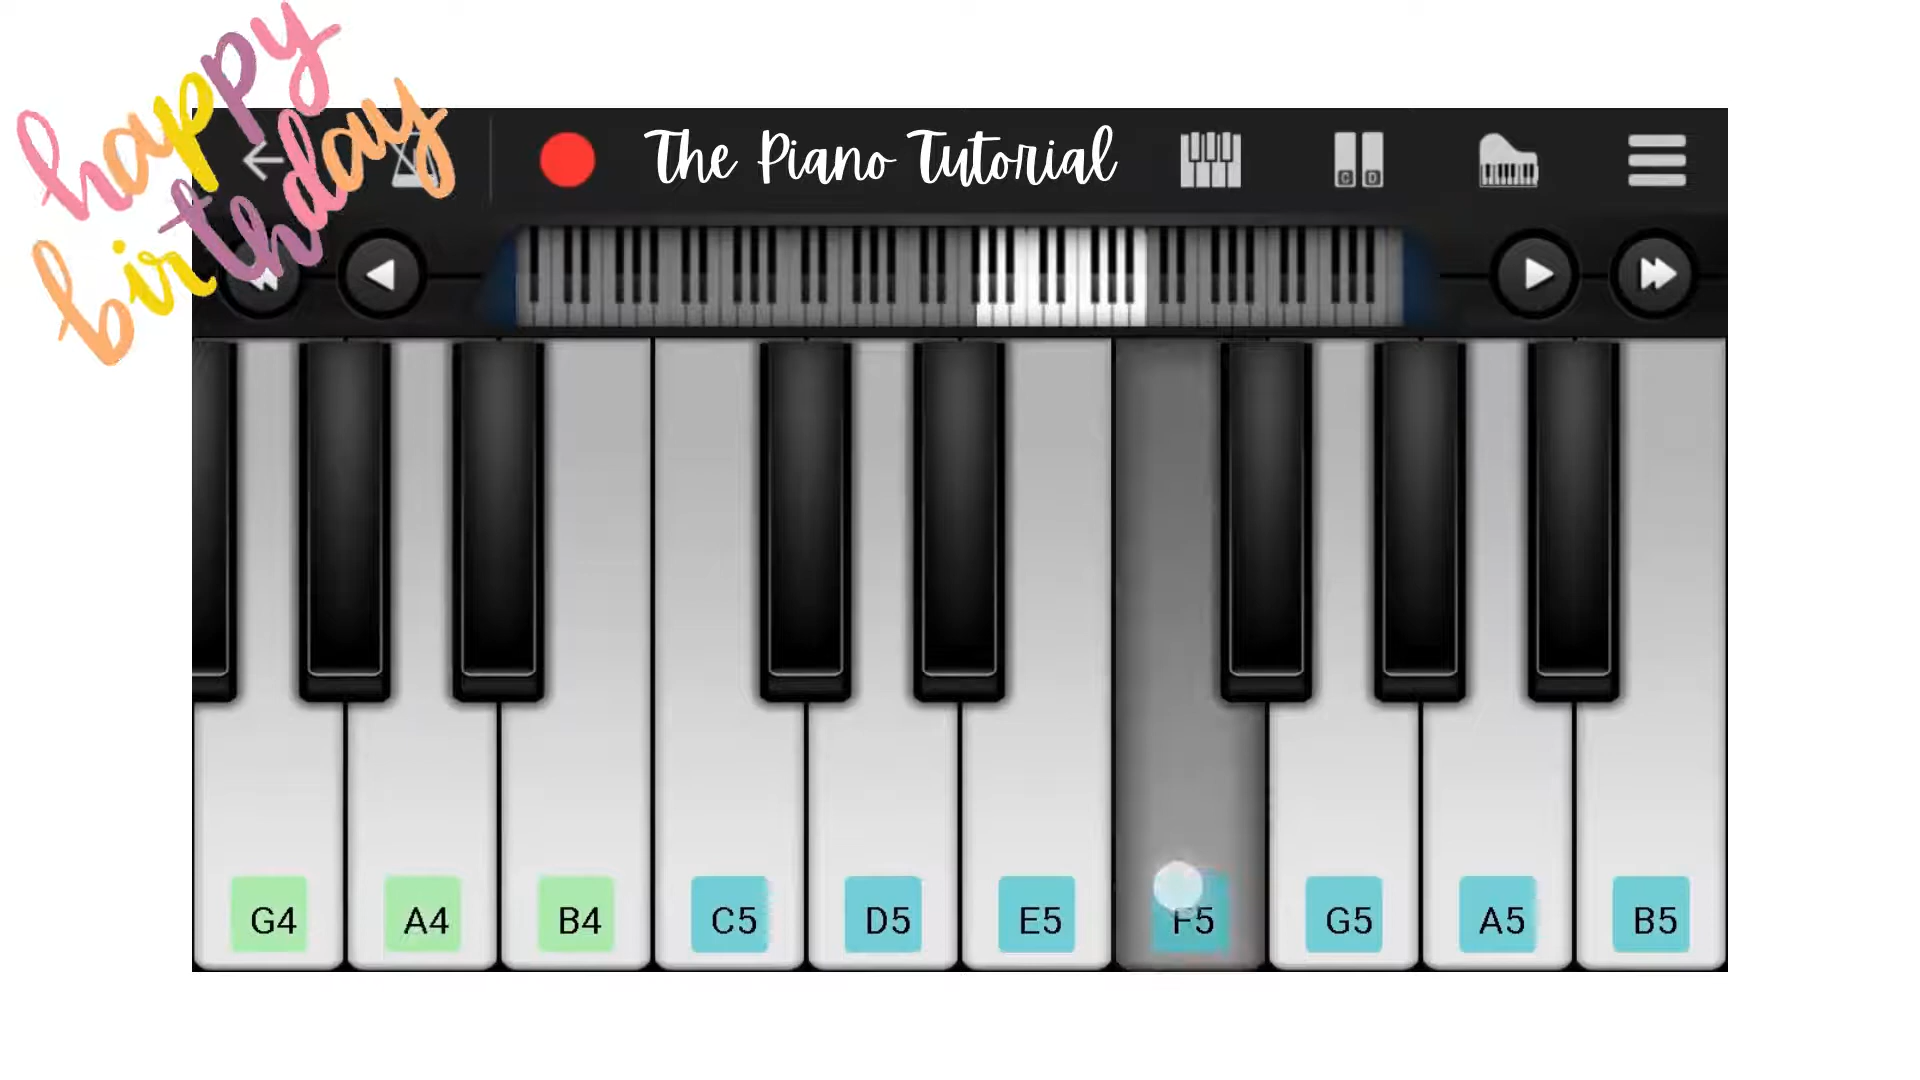 happy
birthday
The Piano Tutorial
C D
G4 A4 B4 C5 D5 E5 F5 G5 A5 B5